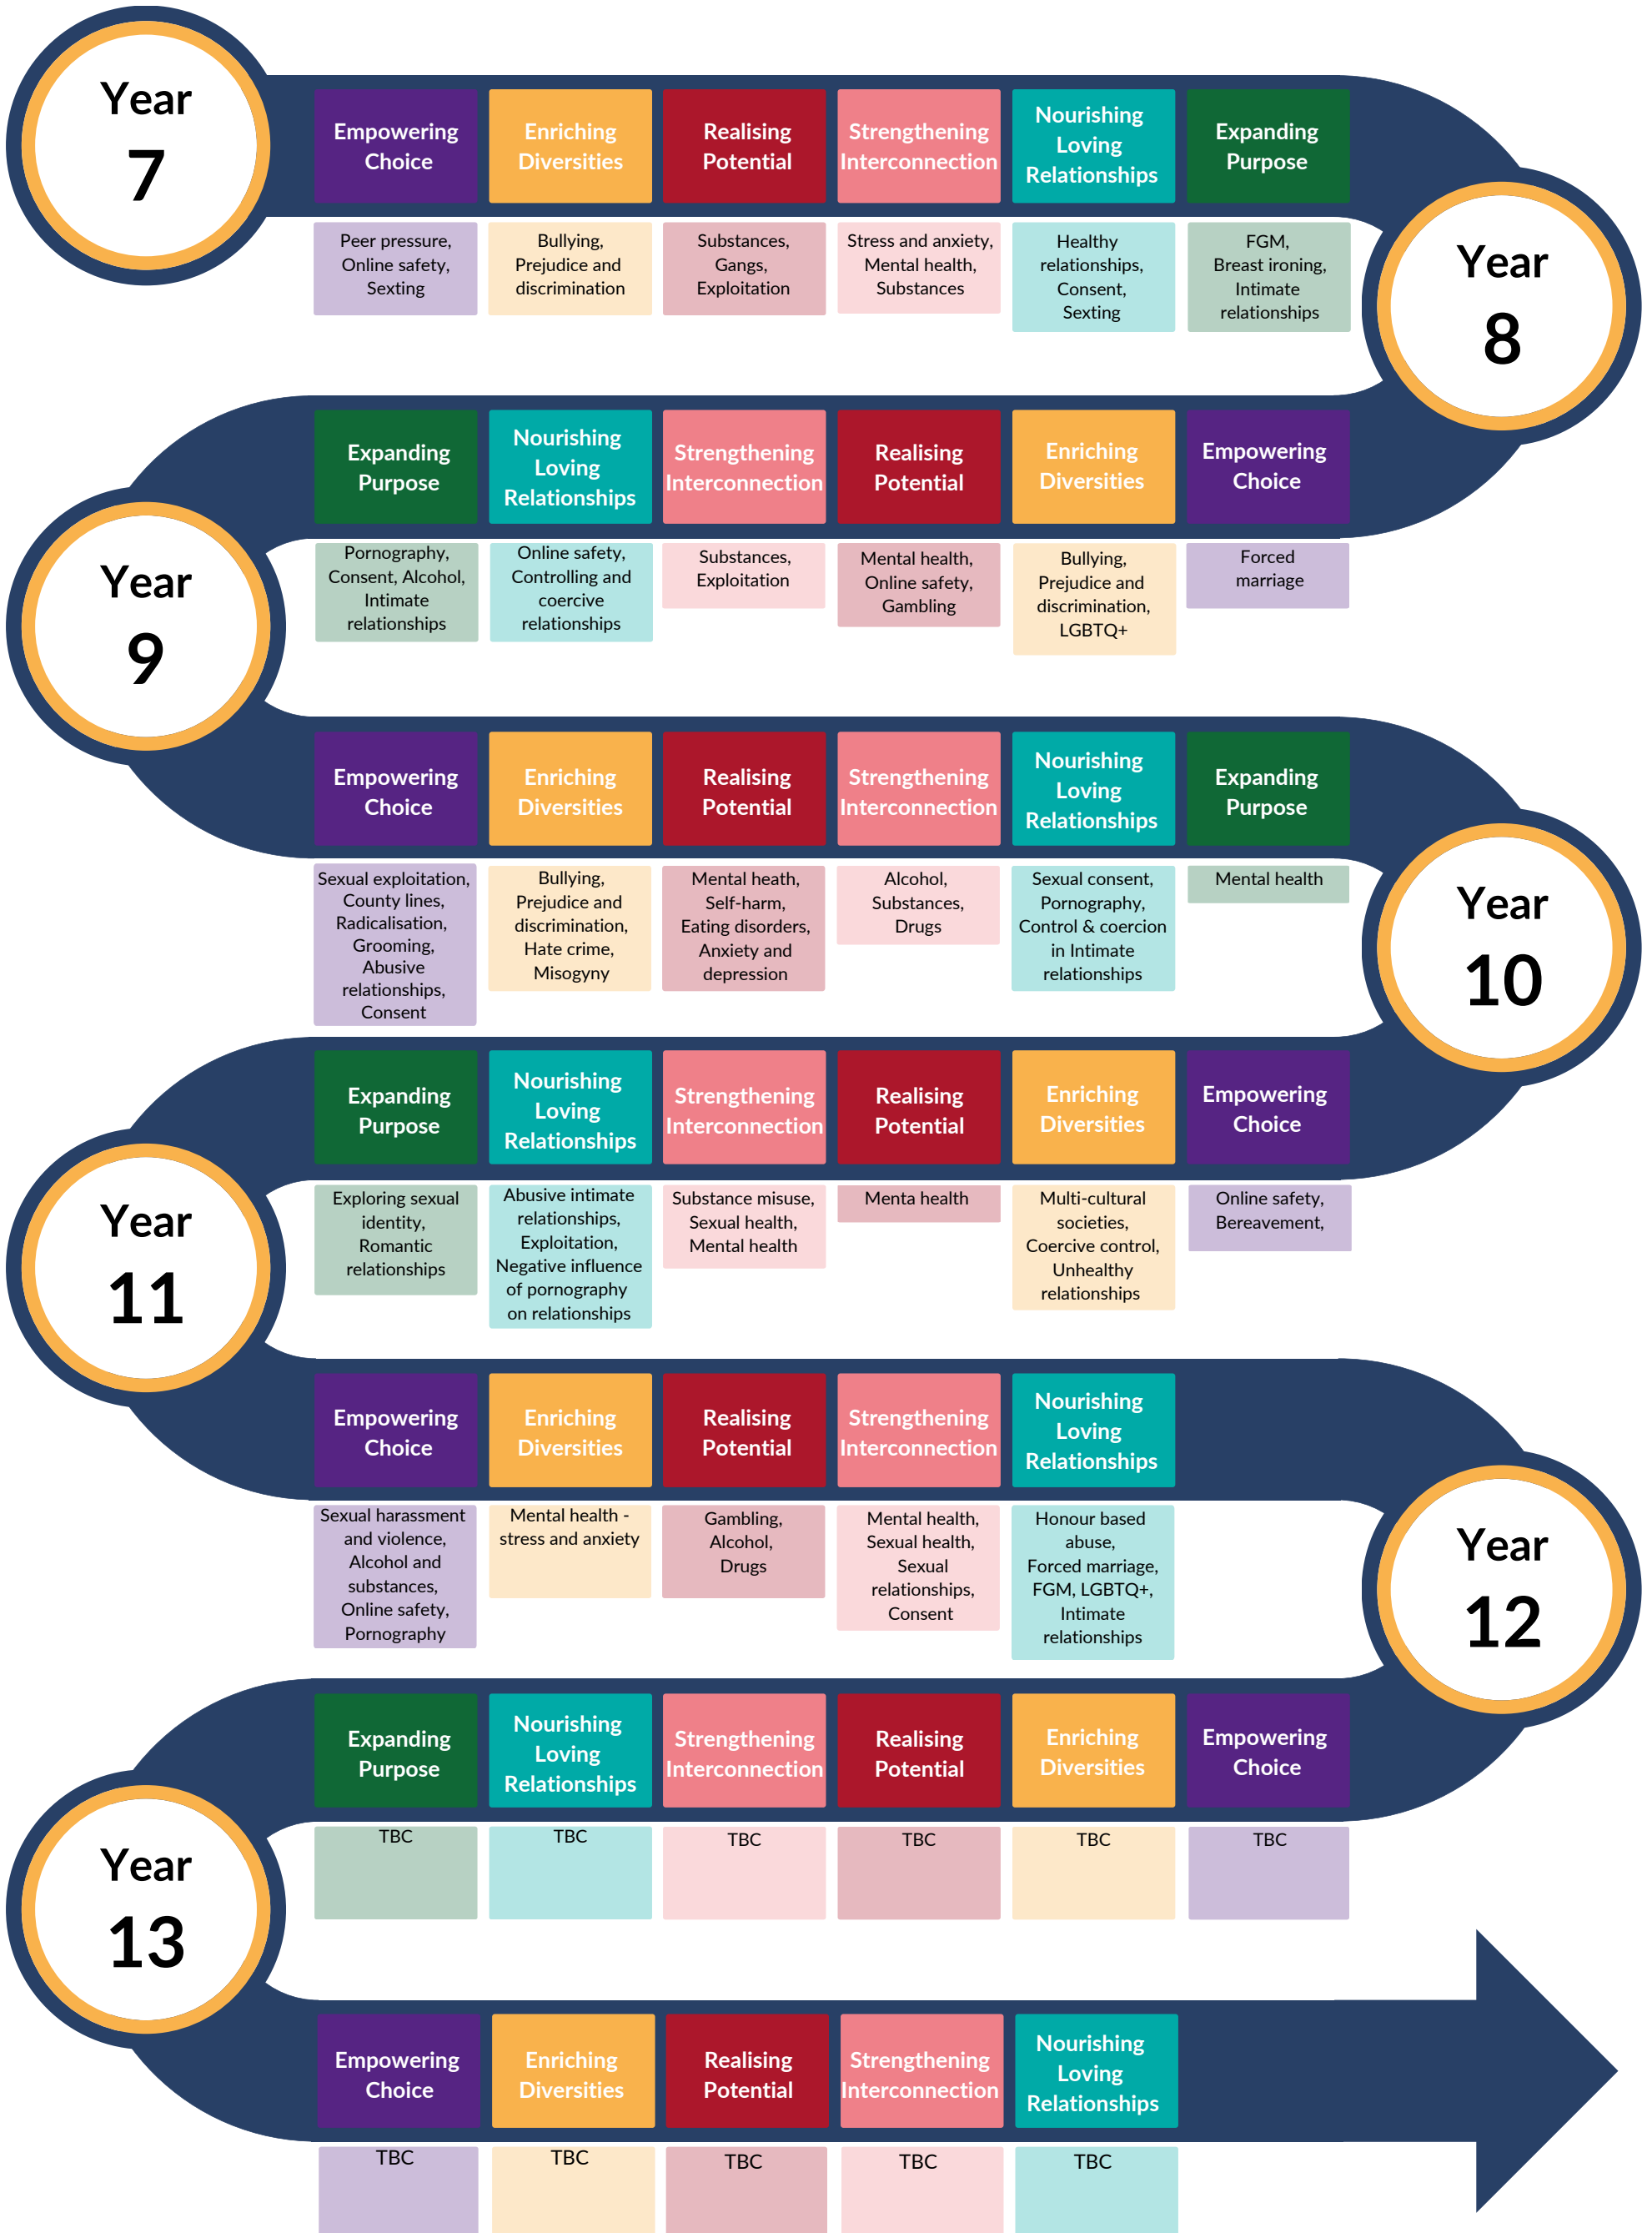 Year
7
Empowering
Choice
Enriching
Diversities
Realising
Potential
Strengthening
Interconnection
Nourishing
Loving
Relationships
Expanding
Purpose
Peer pressure,
Online safety,
Sexting
Bullying,
Prejudice and
discrimination
Substances,
Gangs,
Exploitation
Stress and anxiety,
Mental health,
Substances
Healthy
relationships,
Consent,
Sexting
FGM,
Breast ironing,
Intimate
relationships
Year
8
Expanding
Purpose
Nourishing
Loving
Relationships
Strengthening
Interconnection
Realising
Potential
Enriching
Diversities
Empowering
Choice
Pornography,
Consent, Alcohol,
Intimate
relationships
Online safety,
Controlling and
coercive
relationships
Substances,
Exploitation
Mental health,
Online safety,
Gambling
Bullying,
Prejudice and
discrimination,
LGBTQ+
Forced
marriage
Year
9
Empowering
Choice
Enriching
Diversities
Realising
Potential
Strengthening
Interconnection
Nourishing
Loving
Relationships
Expanding
Purpose
Sexual exploitation,
County lines,
Radicalisation,
Grooming,
Abusive
relationships,
Consent
Bullying,
Prejudice and
discrimination,
Hate crime,
Misogyny
Mental heath,
Self-harm,
Eating disorders,
Anxiety and
depression
Alcohol,
Substances,
Drugs
Sexual consent,
Pornography,
Control & coercion
in Intimate
relationships
Mental health
Year
10
Expanding
Purpose
Nourishing
Loving
Relationships
Strengthening
Interconnection
Realising
Potential
Enriching
Diversities
Empowering
Choice
Exploring sexual
identity,
Romantic
relationships
Abusive intimate
relationships,
Exploitation,
Negative influence
of pornography
on relationships
Substance misuse,
Sexual health,
Mental health
Menta health
Multi-cultural
societies,
Coercive control,
Unhealthy
relationships
Online safety,
Bereavement,
Year
11
Empowering
Choice
Enriching
Diversities
Realising
Potential
Strengthening
Interconnection
Nourishing
Loving
Relationships
Sexual harassment
and violence,
Alcohol and
substances,
Online safety,
Pornography
Mental health -
stress and anxiety
Gambling,
Alcohol,
Drugs
Mental health,
Sexual health,
Sexual
relationships,
Consent
Honour based
abuse,
Forced marriage,
FGM, LGBTQ+,
Intimate
relationships
Year
12
Expanding
Purpose
Nourishing
Loving
Relationships
Strengthening
Interconnection
Realising
Potential
Enriching
Diversities
Empowering
Choice
TBC
TBC
TBC
TBC
TBC
TBC
Year
13
Empowering
Choice
Enriching
Diversities
Realising
Potential
Strengthening
Interconnection
Nourishing
Loving
Relationships
TBC
TBC
TBC
TBC
TBC